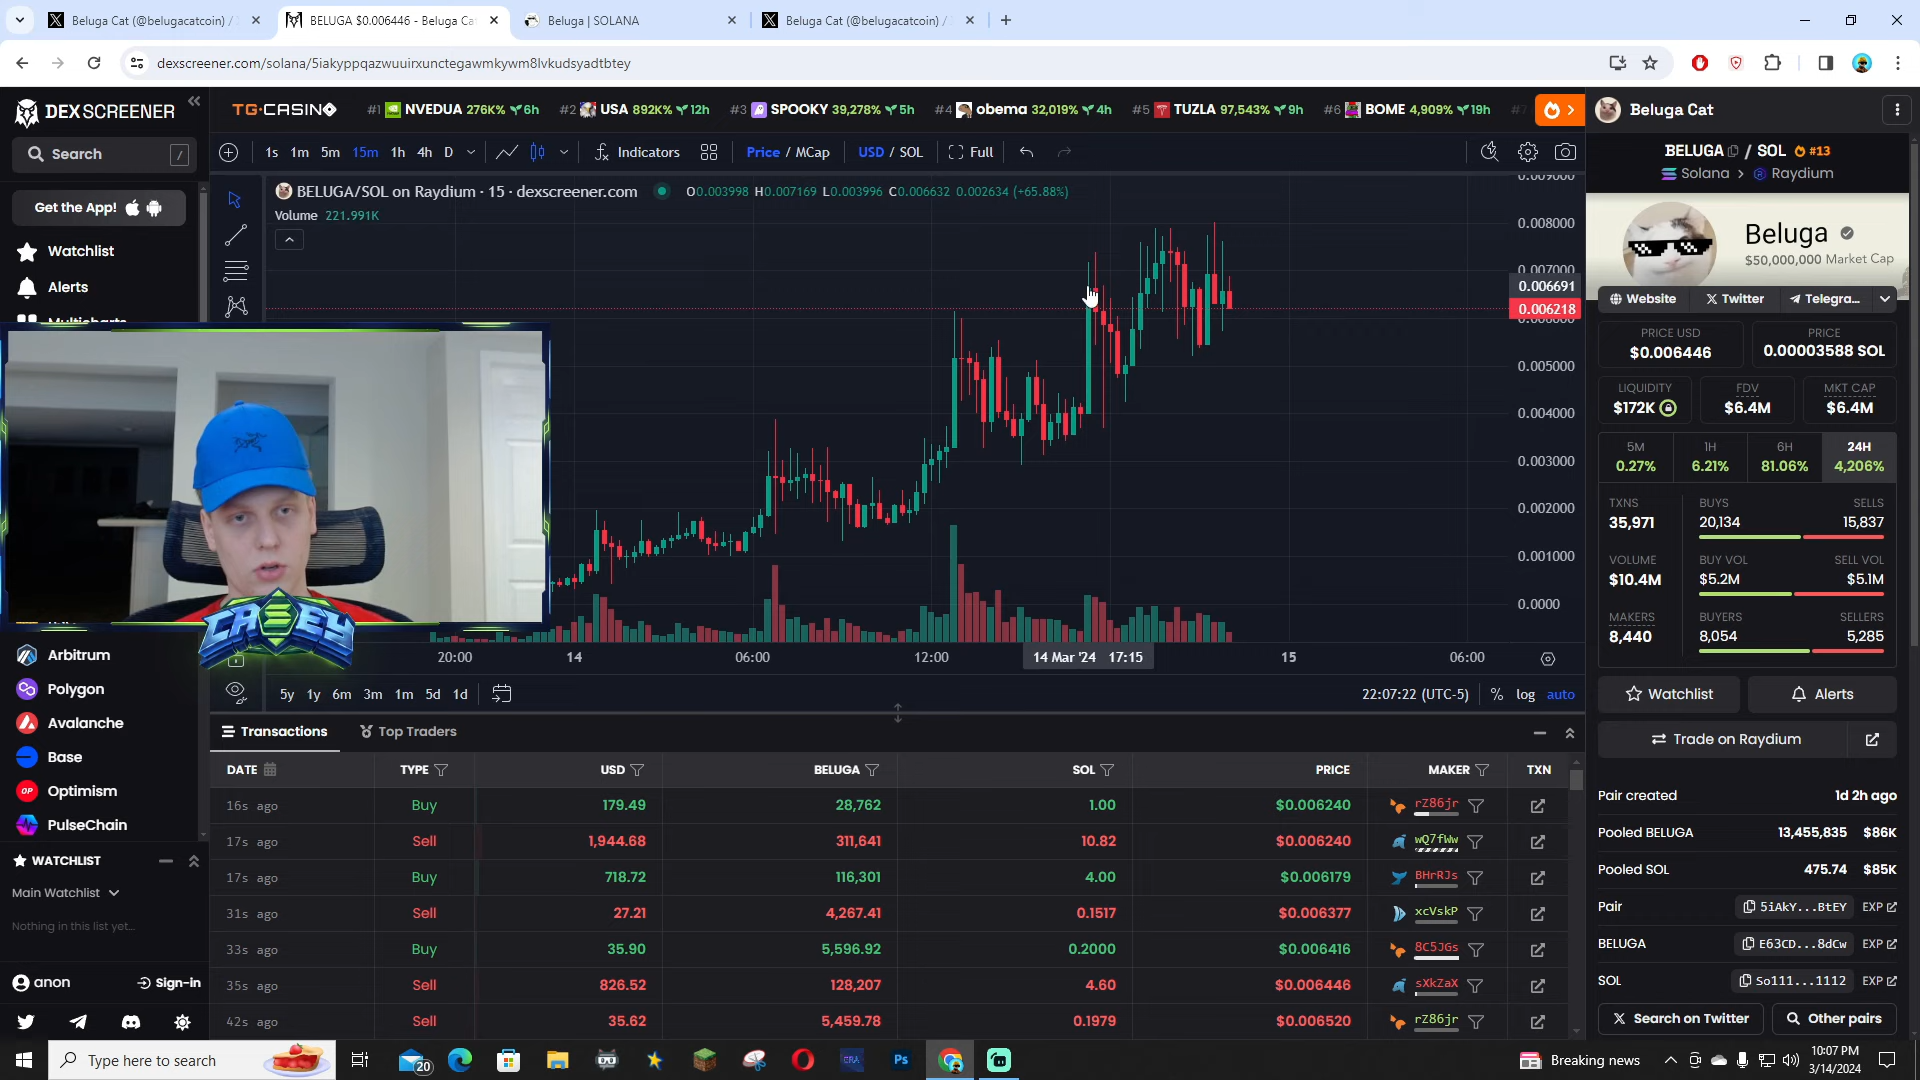 Beluga Cat (@belugacatcoin) /
BELUGA $0.006446 - Beluga Ca
Beluga | SOLANA
Beluga Cat (@belugacatcoin) /
dexscreener.com/solana/5iakyppqazwuuirxunctegawmkywm8lvkudsyadtbtey
DEXSCREENER
TG.CASINO
#1 NVEDUA 276K% 6h
#2 USA 892K% 12h
#3 SPOOKY 39,278% 5h
#4 obema 32,019% 4h
#5 TUZLA 97,543% 9h
#6 BOME 4,909% 19h
Search /
Get the App!
Watchlist
Alerts
Arbitrum
Polygon
Avalanche
Base
Optimism
PulseChain
WATCHLIST
Main Watchlist
Nothing in this list yet...
anon Sign-in
1s 1m 5m 15m 1h 4h D Indicators Price / MCap USD / SOL Full
BELUGA/SOL on Raydium · 15 · dexscreener.com O0.003998 H0.007169 L0.003996 C0.006632 0.002634 (+65.88%)
Volume 221.991K
0.008000
0.007000
0.006691
0.006218
0.005000
0.004000
0.003000
0.002000
0.001000
0.0000
CASEY
20:00 14 06:00 12:00 14 Mar '24 17:15 15 06:00
5y 1y 6m 3m 1m 5d 1d 22:07:22 (UTC-5) % log auto
Transactions Top Traders
DATE TYPE USD BELUGA SOL PRICE MAKER TXN
16s ago Buy 179.49 28,762 1.00 $0.006240 rZ86jr
17s ago Sell 1,944.68 311,641 10.82 $0.006240 wQ7fWw
17s ago Buy 718.72 116,301 4.00 $0.006179 BHrRJs
31s ago Sell 27.21 4,267.41 0.1517 $0.006377 xcVskP
33s ago Buy 35.90 5,596.92 0.2000 $0.006416 8C5JGs
35s ago Sell 826.52 128,207 4.60 $0.006446 sXkZaX
42s ago Sell 35.62 5,459.78 0.1979 $0.006520 rZ86jr
Beluga Cat
BELUGA / SOL #13
Solana > Raydium
Beluga
$50,000,000 Market Cap
Website Twitter Telegra...
PRICE USD PRICE
$0.006446 0.00003588 SOL
LIQUIDITY FDV MKT CAP
$172K $6.4M $6.4M
5M 1H 6H 24H
0.27% 6.21% 81.06% 4,206%
TXNS BUYS SELLS
35,971 20,134 15,837
VOLUME BUY VOL SELL VOL
$10.4M $5.2M $5.1M
MAKERS BUYERS SELLERS
8,440 8,054 5,285
Watchlist Alerts
Trade on Raydium
Pair created 1d 2h ago
Pooled BELUGA 13,455,835 $86K
Pooled SOL 475.74 $85K
Pair 5iAkY...BtEY EXP
BELUGA E63CD...8dCw EXP
SOL So111...1112 EXP
Search on Twitter Other pairs
Type here to search
20
Ps
Breaking news
10:07 PM
3/14/2024